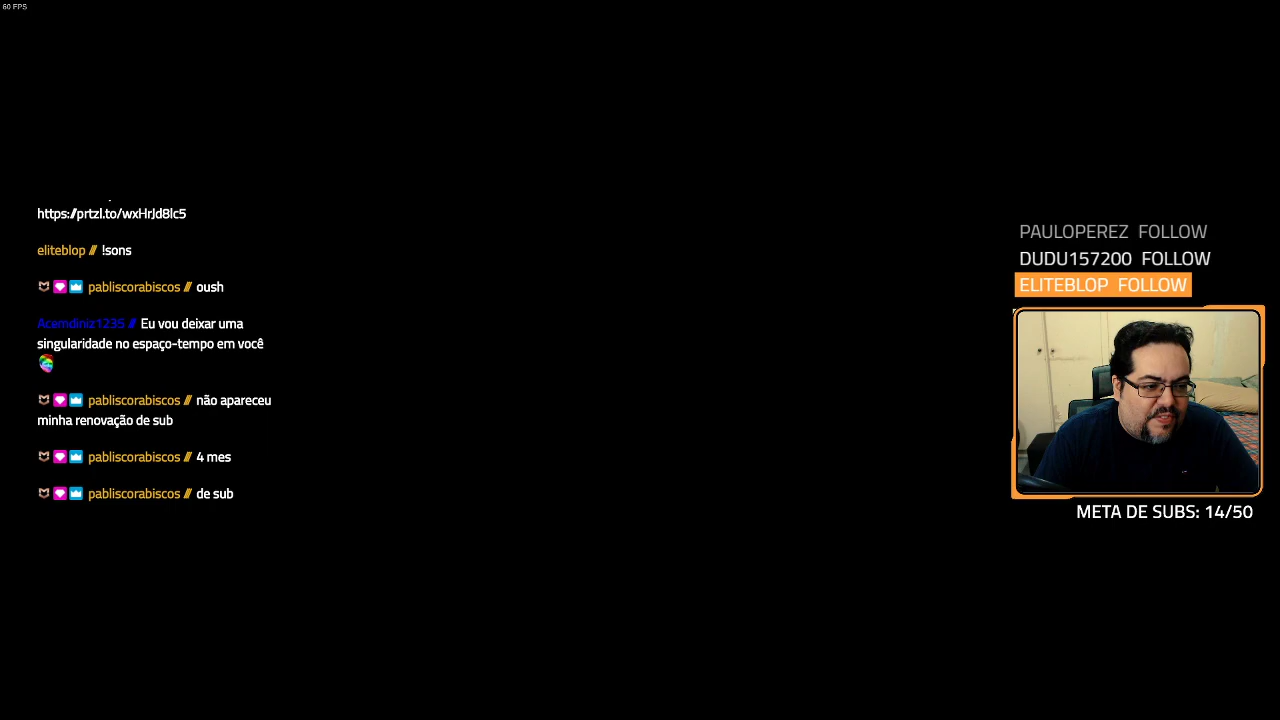 60 FPS
https://prtzl.to/wxHrJd8lc5
eliteblop /// !sons
pabliscorabiscos /// oush
Acemdiniz1235 /// Eu vou deixar uma
singularidade no espaço-tempo em você
pabliscorabiscos /// não apareceu
minha renovação de sub
pabliscorabiscos /// 4 mes
pabliscorabiscos /// de sub
PAULOPEREZ FOLLOW
DUDU157200 FOLLOW
ELITEBLOP FOLLOW
META DE SUBS: 14/50